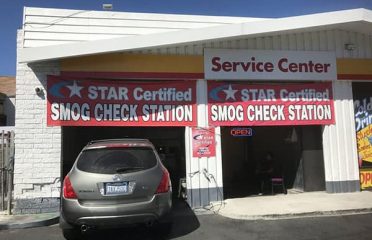 Service Center
STAR Certified
SMOG CHECK STATION
STAR Certified
SMOG CHECK STATION
OPEN